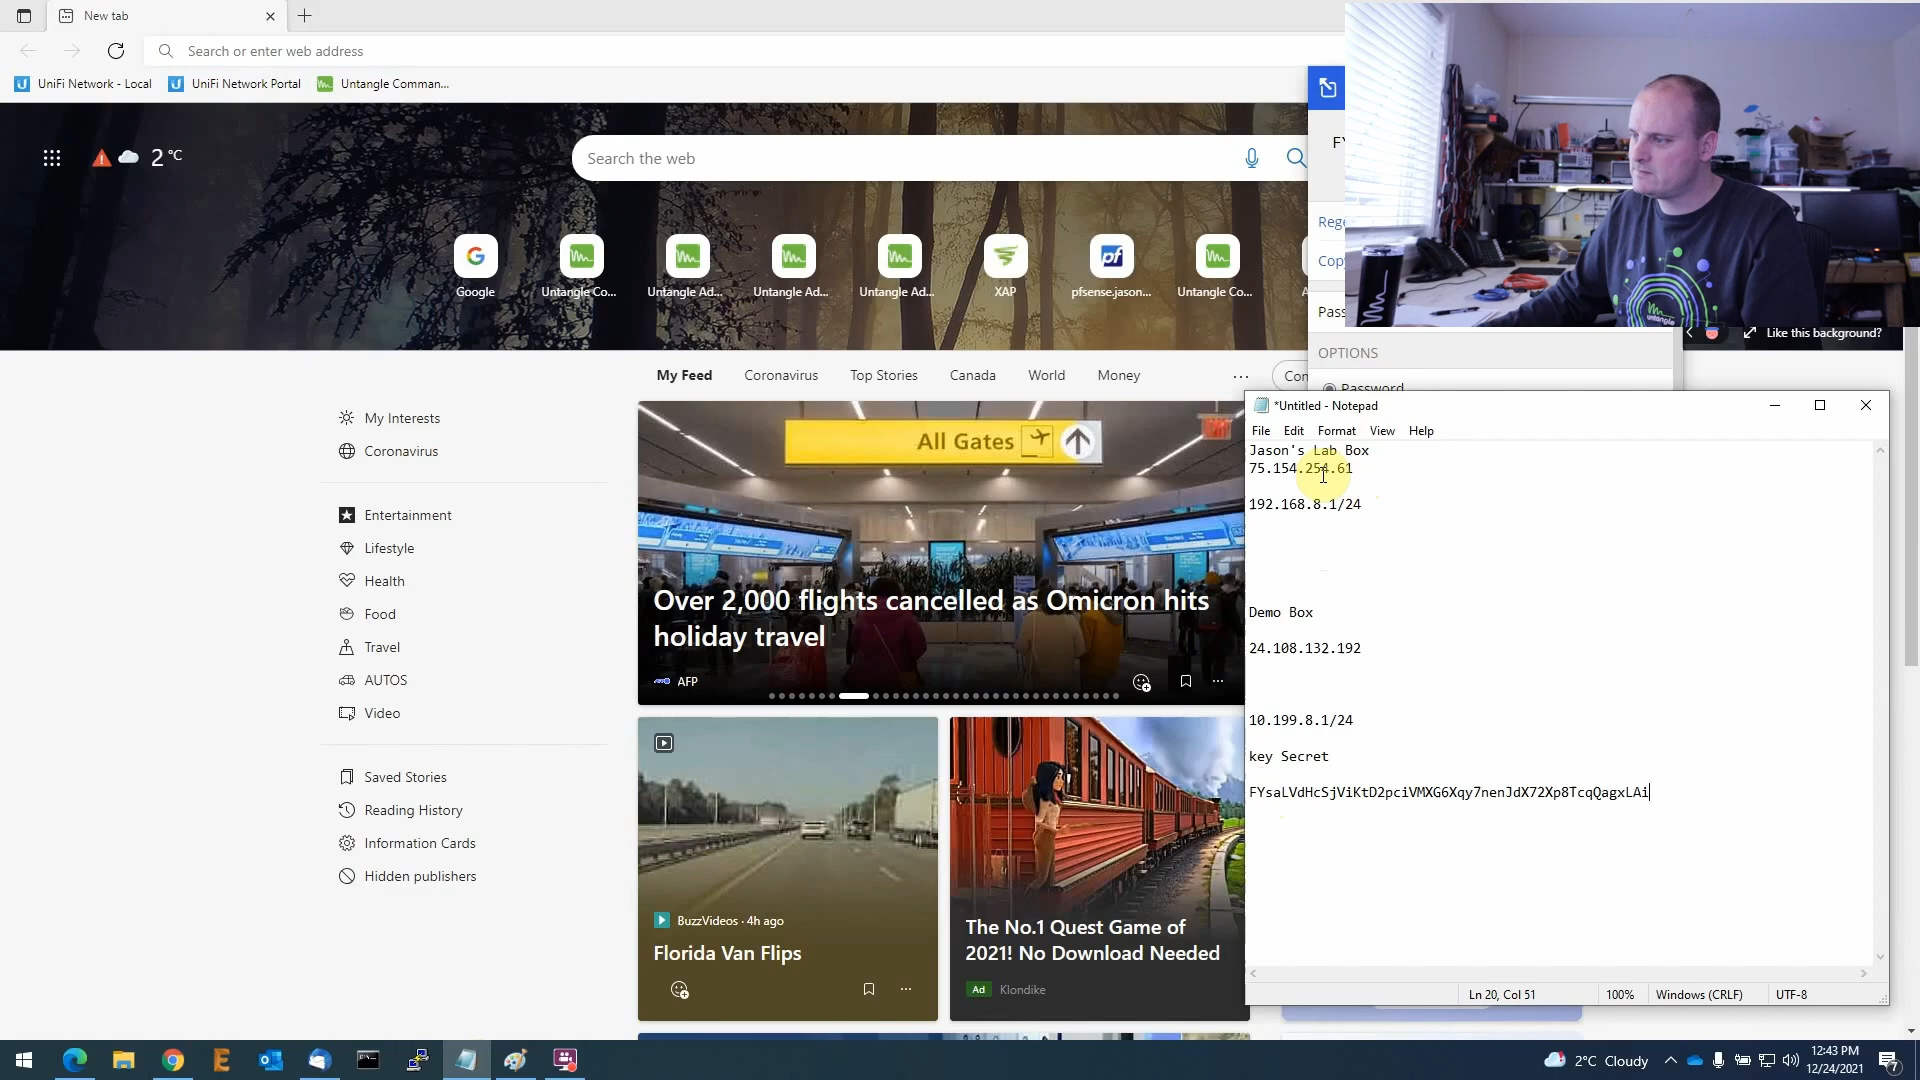 New tab
Search or enter web address
UniFi Network - Local
UniFi Network Portal
Untangle Comman...
2 °C
Search the web
Google
Untangle Co...
Untangle Ad...
Untangle Ad...
Untangle Ad...
XAP
pfsense.jason...
Untangle Co...
Like this background?
My Feed
Coronavirus
Top Stories
Canada
World
Money
...
OPTIONS
Password
My Interests
Coronavirus
Entertainment
Lifestyle
Health
Food
Travel
AUTOS
Video
Saved Stories
Reading History
Information Cards
Hidden publishers
All Gates
Over 2,000 flights cancelled as Omicron hits
holiday travel
AFP
BuzzVideos · 4h ago
Florida Van Flips
The No.1 Quest Game of
2021! No Download Needed
Ad Klondike
*Untitled - Notepad
File Edit Format View Help
Jason's Lab Box
75.154.254.61
192.168.8.1/24
Demo Box
24.108.132.192
10.199.8.1/24
key Secret
FYsaLVdHcSjViKtD2pciVMXG6Xqy7nenJdX72Xp8TcqQagxLAi
Ln 20, Col 51
100%
Windows (CRLF)
UTF-8
untangle
2°C Cloudy
12:43 PM
12/24/2021
7